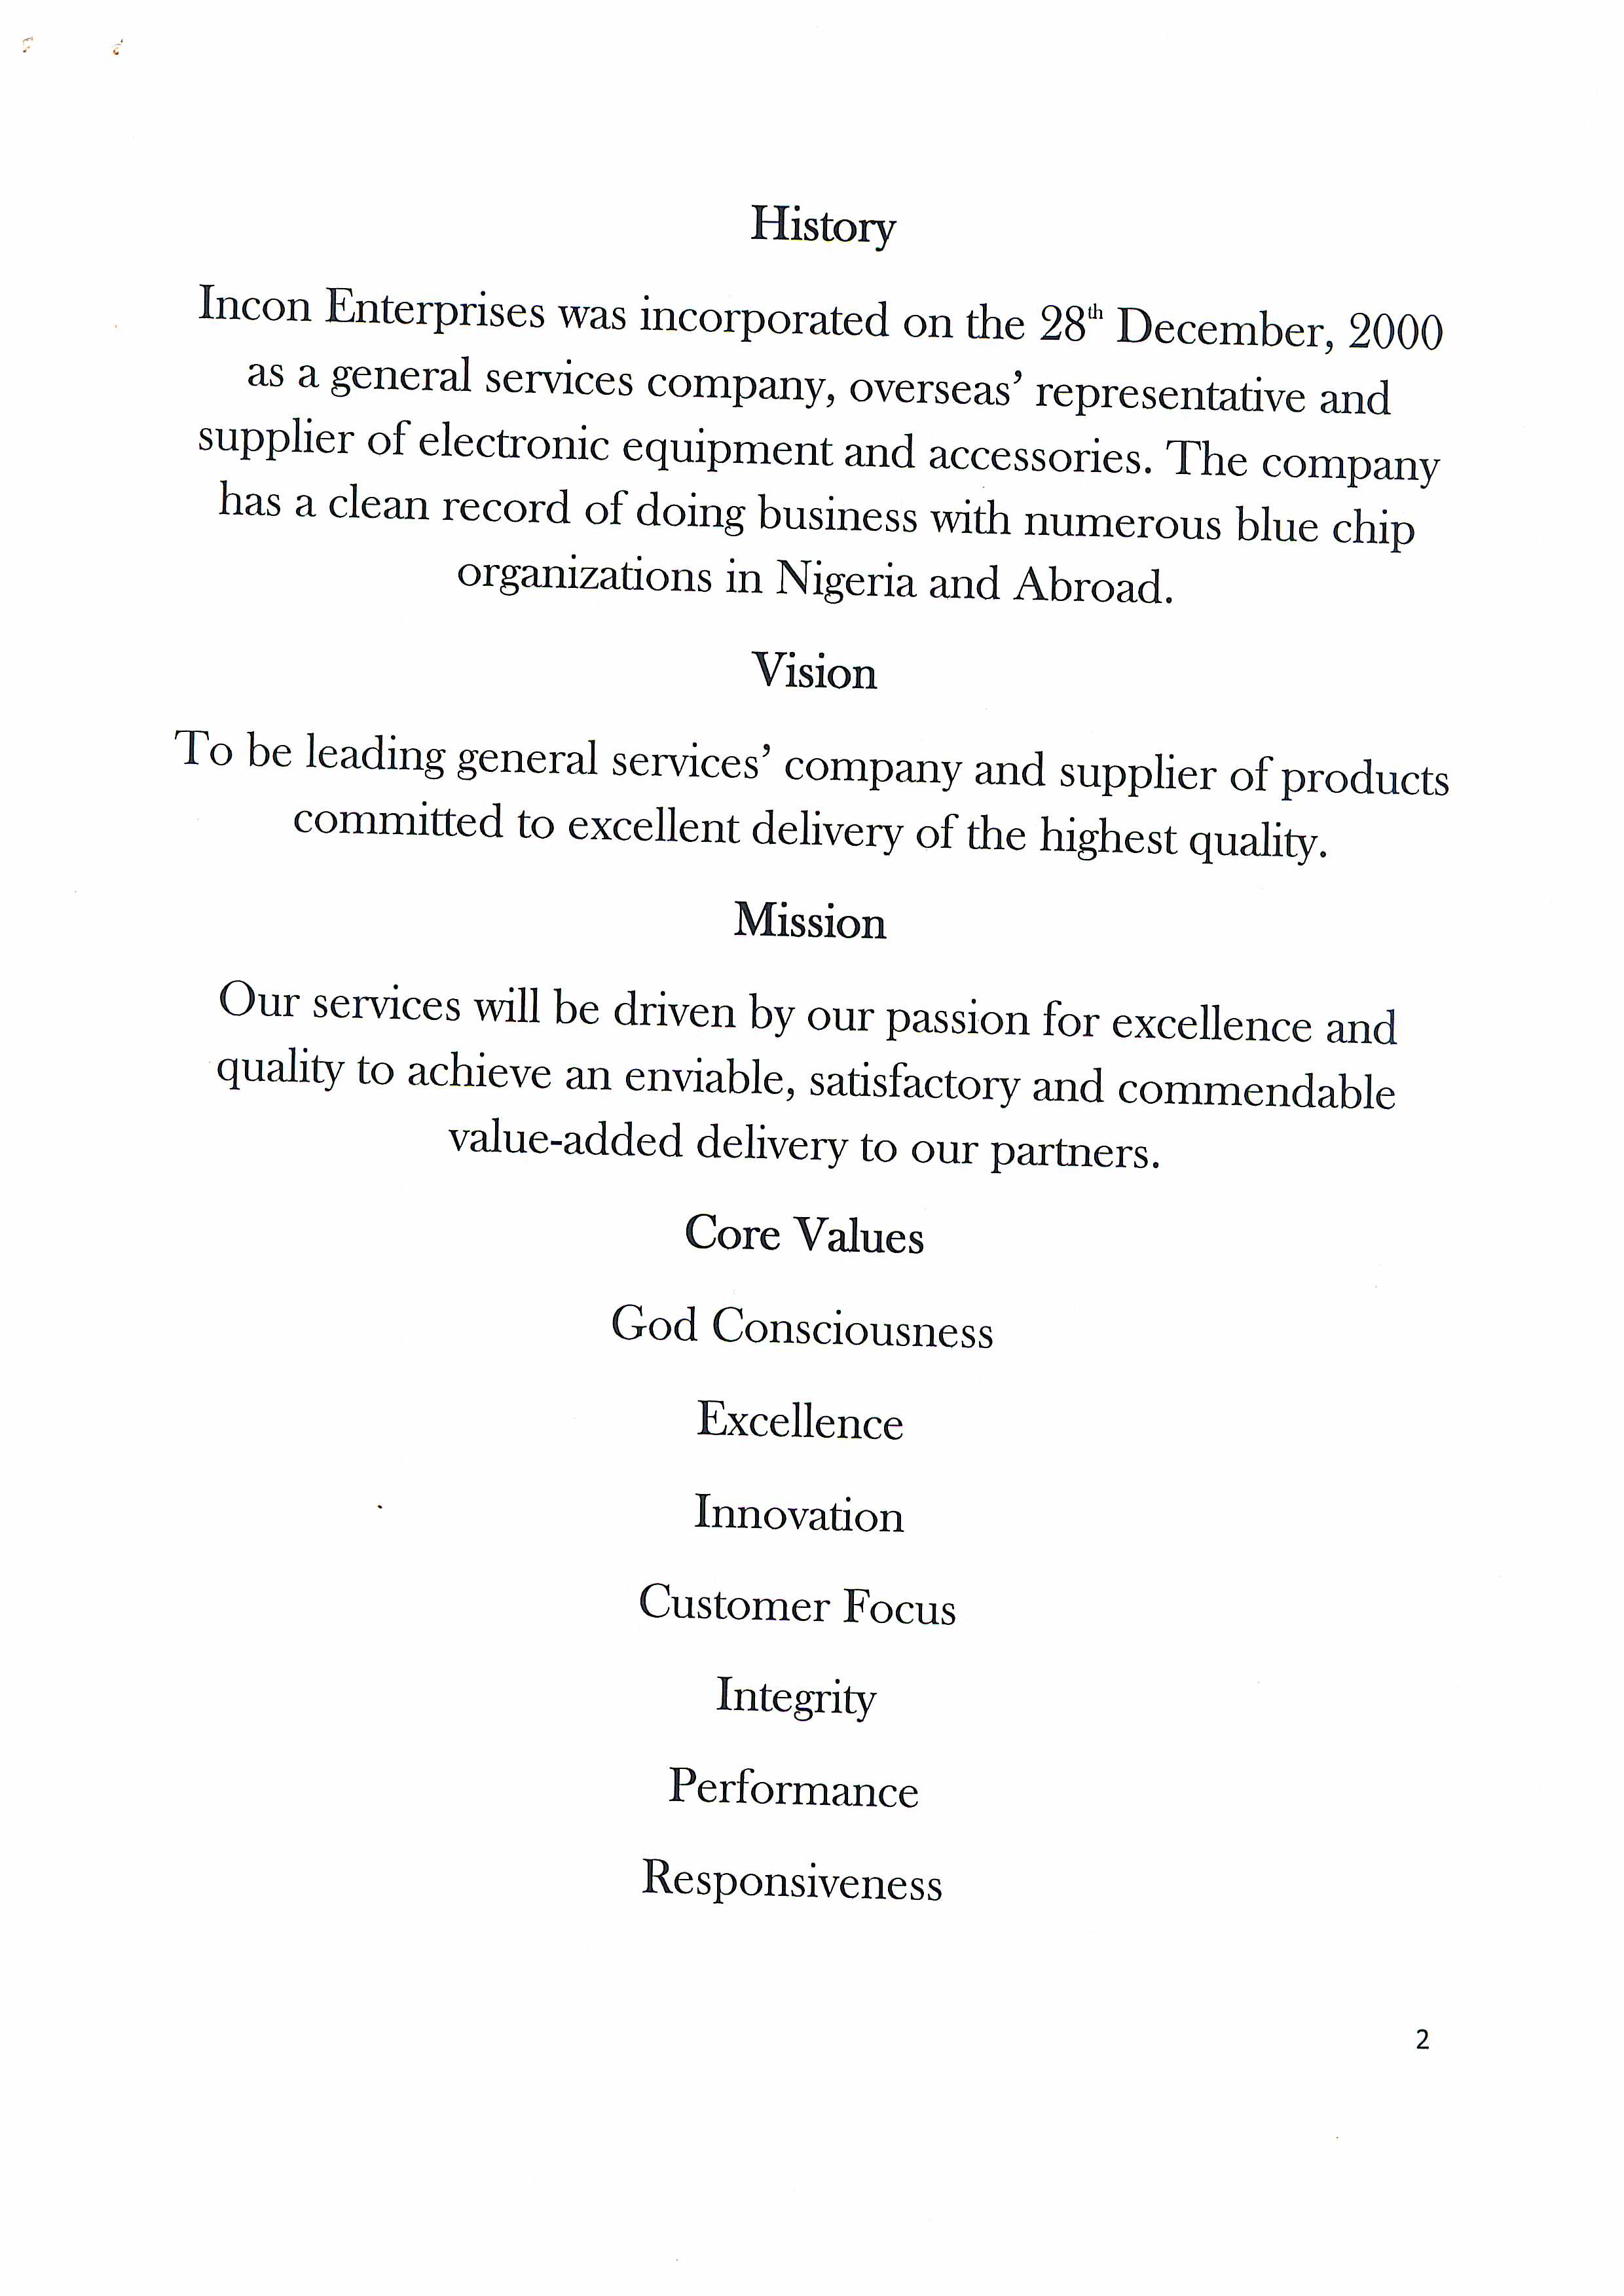 History
Incon Enterprises was incorporated on the 28th December, 2000
as a general services company, overseas’ representative and
supplier of electronic equipment and accessories. The company
has a clean record of doing business with numerous blue chip
organizations in Nigeria and Abroad.
Vision
To be leading general services’ company and supplier of products
committed to excellent delivery of the highest quality.
Mission
Our services will be driven by our passion for excellence and
quality to achieve an enviable, satisfactory and commendable
value-added delivery to our partners.
Core Values
God Consciousness
Excellence
Innovation
Customer Focus
Integrity
Performance
Responsiveness
2